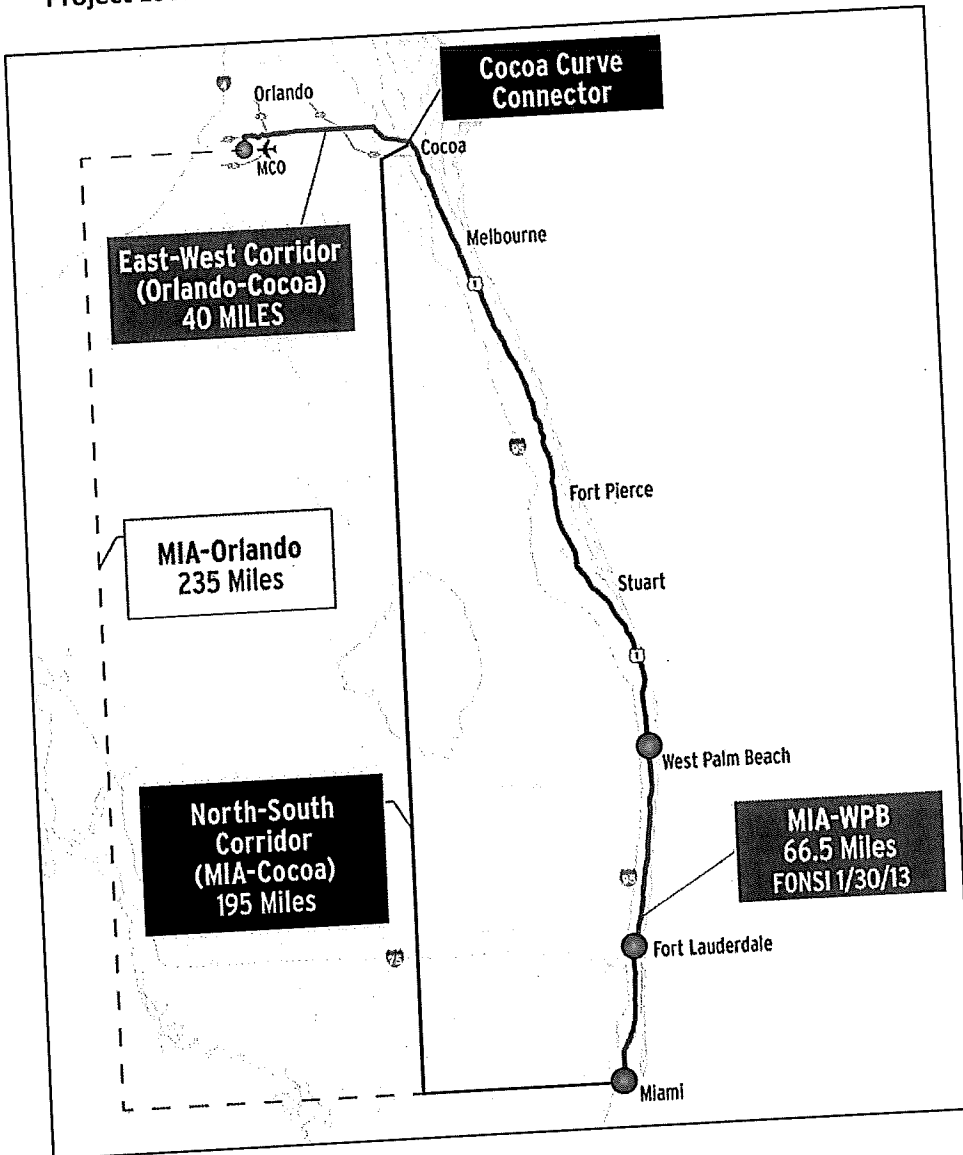 Project
Cocoa Curve
Connector
Orlando
MCO
Cocoa
East-West Corridor
(Orlando-Cocoa)
40 MILES
Melbourne
1
95
Fort Pierce
MIA-Orlando
235 Miles
Stuart
1
West Palm Beach
North-South
Corridor
(MIA-Cocoa)
195 Miles
MIA-WPB
66.5 Miles
FONSI 1/30/13
95
Fort Lauderdale
75
Miami